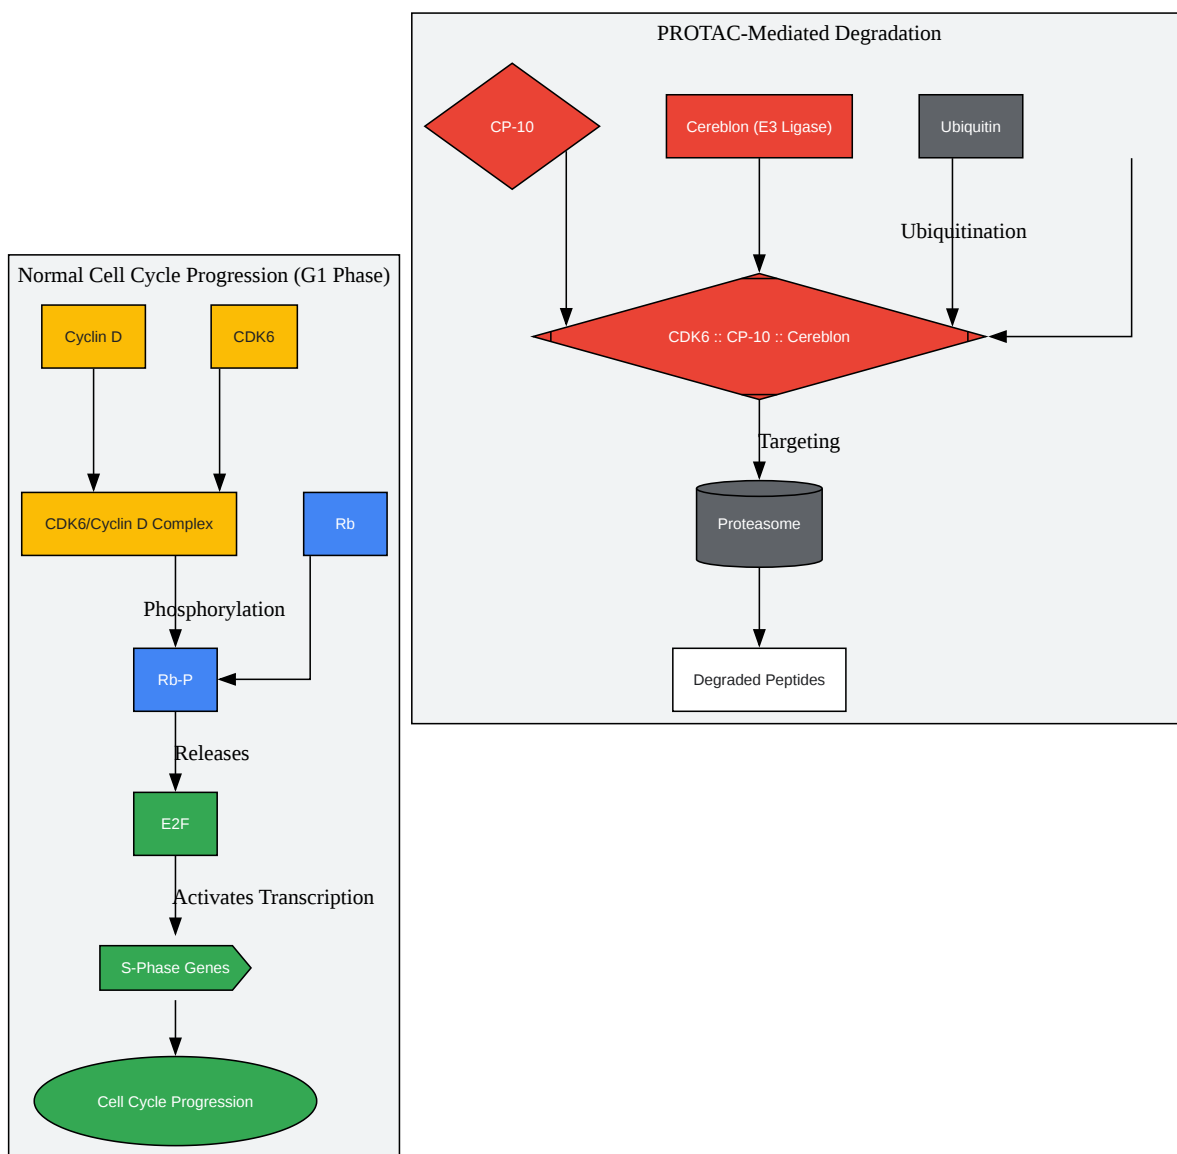 PROTAC-Mediated Degradation
CP-10
Cereblon (E3 Ligase)
Ubiquitin
Ubiquitination
CDK6 :: CP-10 :: Cereblon
Targeting
Proteasome
Degraded Peptides
Normal Cell Cycle Progression (G1 Phase)
Cyclin D
CDK6
CDK6/Cyclin D Complex
Rb
Phosphorylation
Rb-P
Releases
E2F
Activates Transcription
S-Phase Genes
Cell Cycle Progression